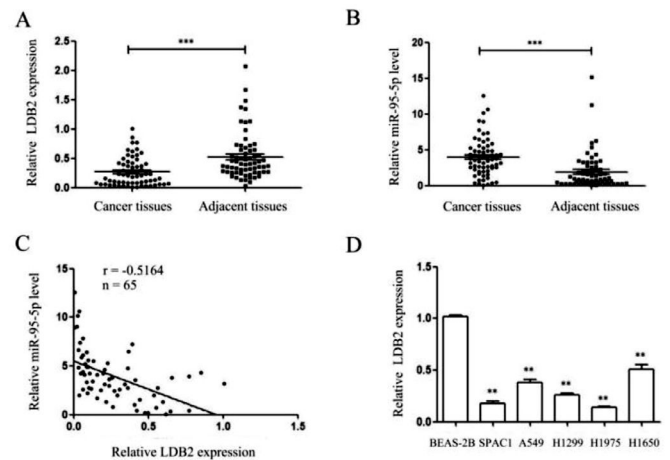 A
B
***
***
Relative LDB2 expression
2.5
2.0
1.5
1.0
0.5
0.0
Cancer tissues
Adjacent tissues
Relative miR-95-5p level
20
15
10
5
0
Cancer tissues
Adjacent tissues
C
D
r = -0.5164
n = 65
Relative miR-95-5p level
15
10
5
0
0.0
0.5
1.0
1.5
Relative LDB2 expression
Relative LDB2 expression
1.5
1.0
0.5
0.0
**
**
**
**
**
BEAS-2B SPAC1 A549 H1299 H1975 H1650